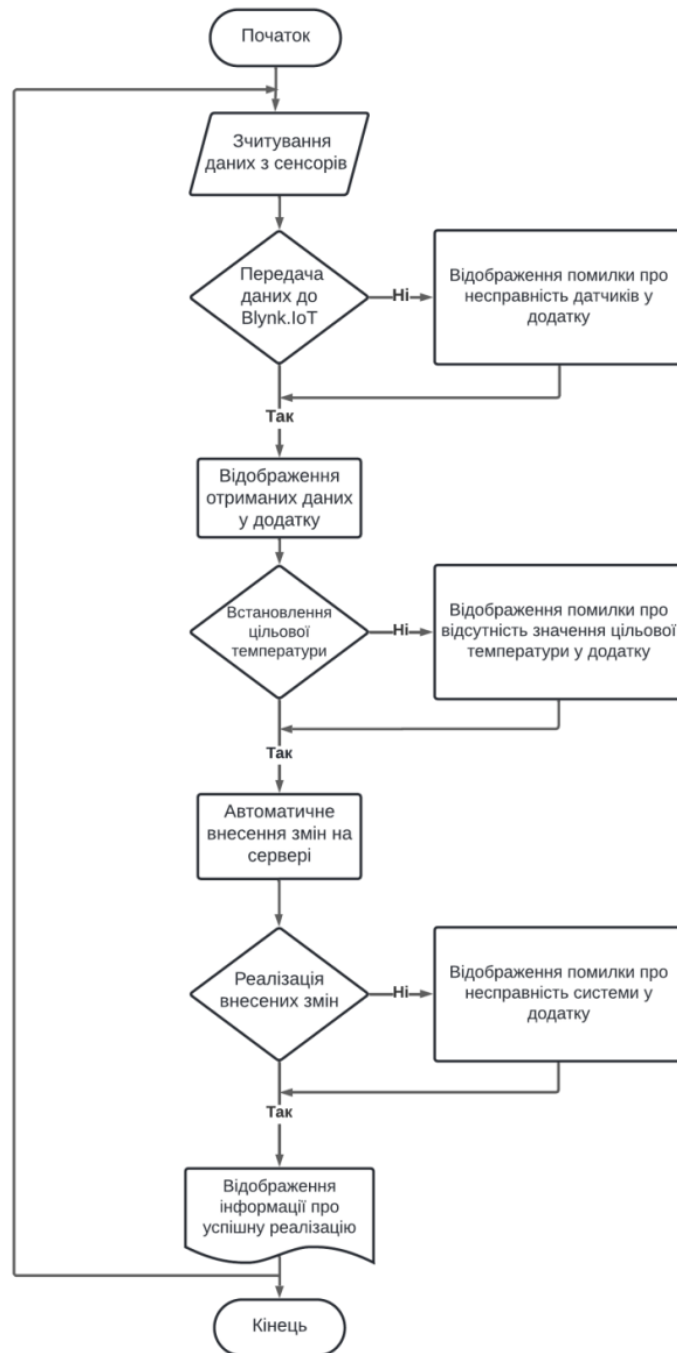 Початок
Зчитування
даних з сенсорів
Передача
даних до
Blynk.IoT
Ні
Відображення помилки про
несправність датчиків у
додатку
Так
Відображення
отриманих даних
у додатку
Встановлення
цільової
температури
Ні
Відображення помилки про
відсутність значення цільової
температури у додатку
Так
Автоматичне
внесення змін на
сервері
Реалізація
внесених змін
Ні
Відображення помилки про
несправність системи у
додатку
Так
Відображення
інформації про
успішну реалізацію
Кінець